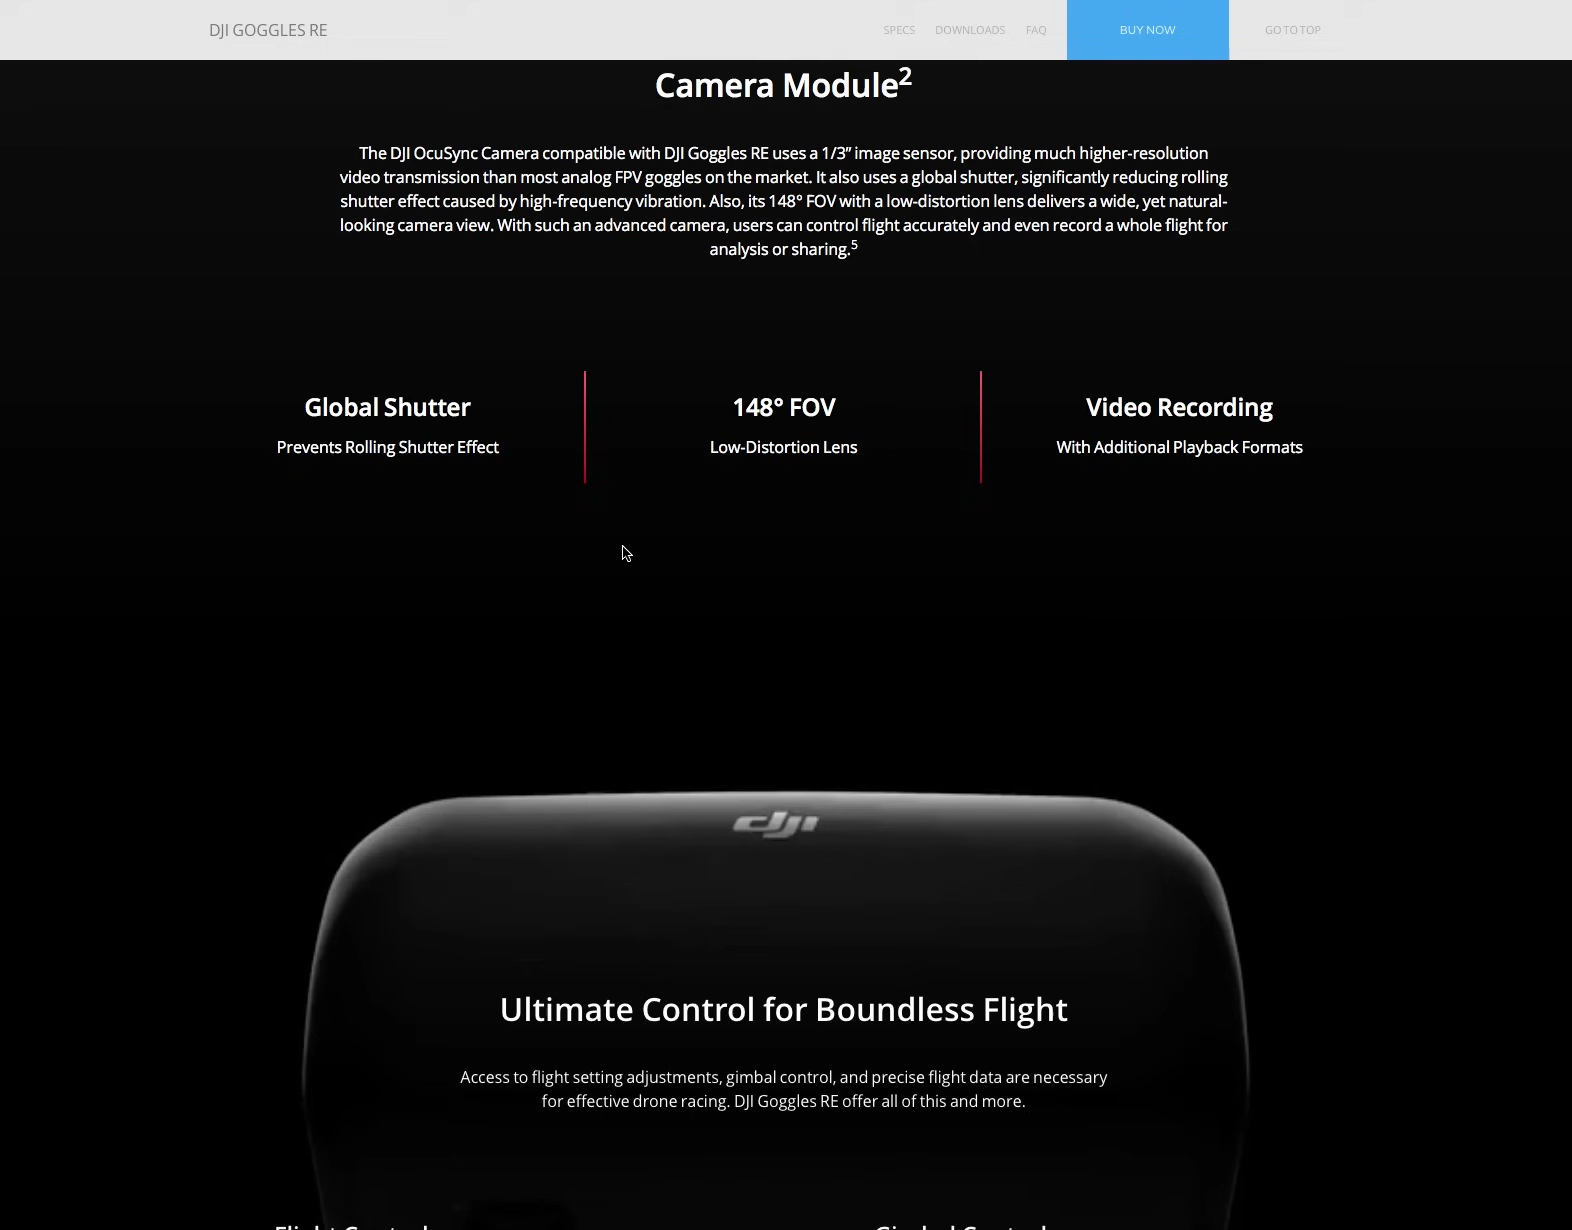 DJI GOGGLES RE
SPECS
DOWNLOADS
FAQ
BUY NOW
GO TO TOP
Camera Module2
The DJI OcuSync Camera compatible with DJI Goggles RE uses a 1/3” image sensor, providing much higher-resolution
video transmission than most analog FPV goggles on the market. It also uses a global shutter, significantly reducing rolling
shutter effect caused by high-frequency vibration. Also, its 148° FOV with a low-distortion lens delivers a wide, yet natural-
looking camera view. With such an advanced camera, users can control flight accurately and even record a whole flight for
analysis or sharing.5
Global Shutter
Prevents Rolling Shutter Effect
148° FOV
Low-Distortion Lens
Video Recording
With Additional Playback Formats
dji
Ultimate Control for Boundless Flight
Access to flight setting adjustments, gimbal control, and precise flight data are necessary
for effective drone racing. DJI Goggles RE offer all of this and more.